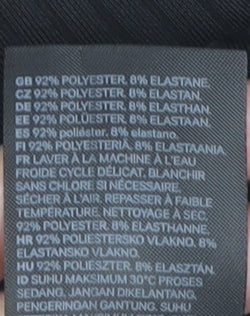 GB 92% POLYESTER. 8% ELASTANE.
CZ 92% POLYESTER. 8% ELASTAN.
DE 92% POLYESTER. 8% ELASTHAN.
EE 92% POLÜESTER. 8% ELASTAAN.
ES 92% poliéster. 8% elastano.
FI 92% POLYESTERIÄ. 8% ELASTAANIA
FR LAVER À LA MACHINE À L'EAU
FROIDE CYCLE DÉLICAT, BLANCHIR
SANS CHLORE SI NÉCESSAIRE.
SÉCHER À L'AIR. REPASSER À FAIBLE
TEMPÉRATURE. NETTOYAGE À SEC.
92% POLYESTER. 8% ELASTHANNE.
HR 92% POLIESTERSKO VLAKNO. 8%
ELASTANSKO VLAKNO.
HU 92% POLIÉSZTER. 8% ELASZTÁN.
ID SUHU MAKSIMUM 30°C PROSES
SEDANG, JANGAN DIKELANTANG,
PENGERINGAN GANTUNG. SUHU